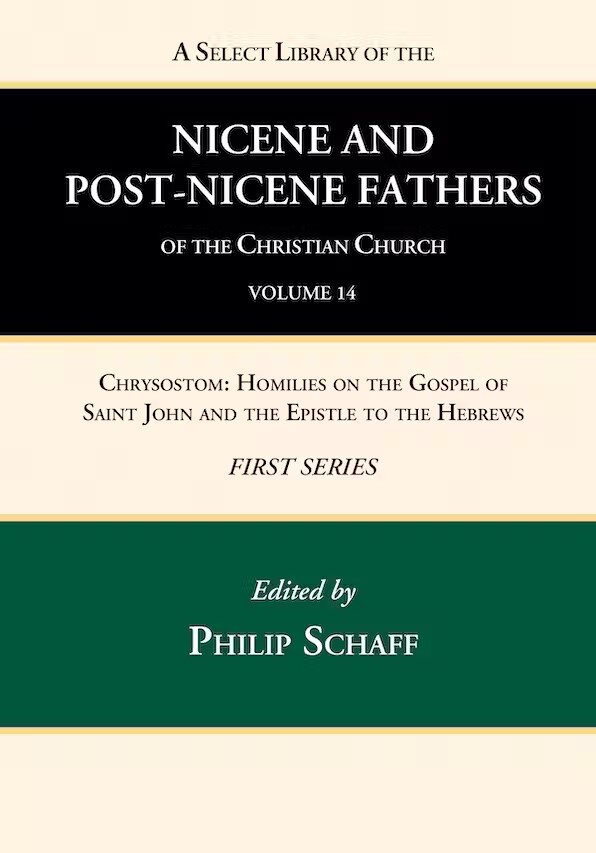 A Select Library of the
NICENE AND
POST-NICENE FATHERS
of the Christian Church
VOLUME 14
Chrysostom: Homilies on the Gospel of
Saint John and the Epistle to the Hebrews
FIRST SERIES
Edited by
Philip Schaff